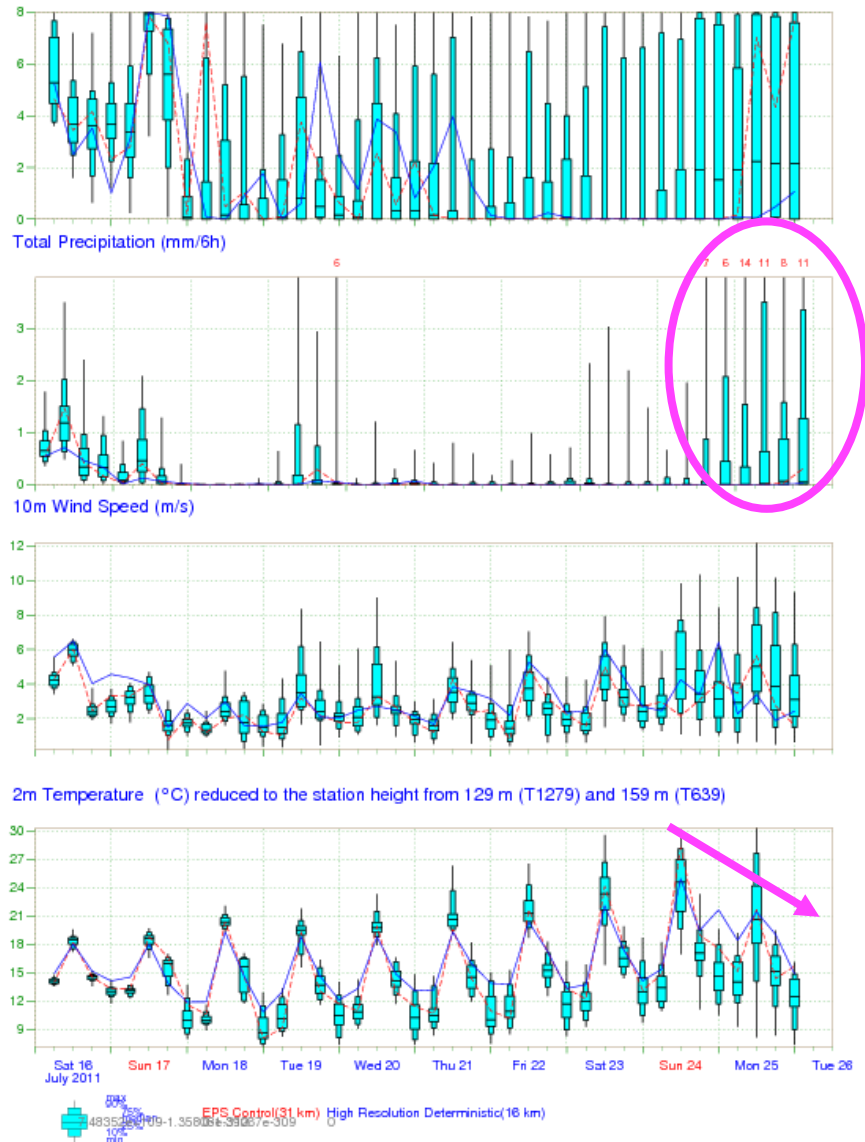 8
6
4
2
0
Total Precipitation (mm/6h)
6 7 6 14 11 8 11
3
2
1
0
10m Wind Speed (m/s)
12
10
8
6
4
2
2m Temperature (°C) reduced to the station height from 129 m (T1279) and 159 m (T639)
30
27
24
21
18
15
12
9
Sat 16 Sun 17 Mon 18 Tue 19 Wed 20 Thu 21 Fri 22 Sat 23 Sun 24 Mon 25 Tue 26
July 2011
max
90%
75%
median
25%
10%
min
EPS Control(31 km) High Resolution Deterministic(16 km)
0